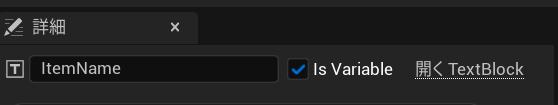 詳細
ItemName Is Variable 開く TextBlock